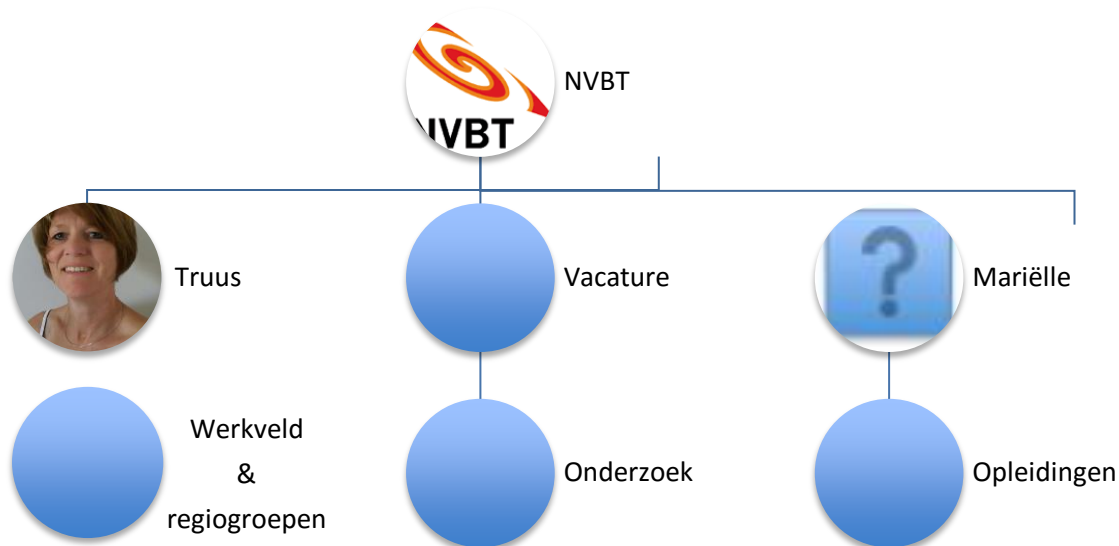 NVBT
NVBT
Truus
Vacature
?
Mariëlle
Werkveld
&
regiogroepen
Onderzoek
Opleidingen